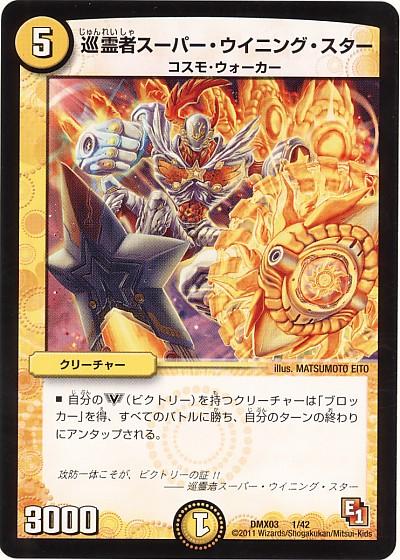 5
じゅんれいしゃ
巡霊者スーパー・ウイニング・スター
コスモ・ウォーカー
クリーチャー
illus. MATSUMOTO EITO
■ 自分のV(ビクトリー)を持つクリーチャーは「ブロッ
カー」を得、すべてのバトルに勝ち、自分のターンの終わり
にアンタップされる。
攻防一体こそが、ビクトリーの証!!
—— 巡霊者スーパー・ウイニング・スター
3000
1
DMX03 1/42
E1
©2011 Wizards/Shogakukan/Mitsui-Kids